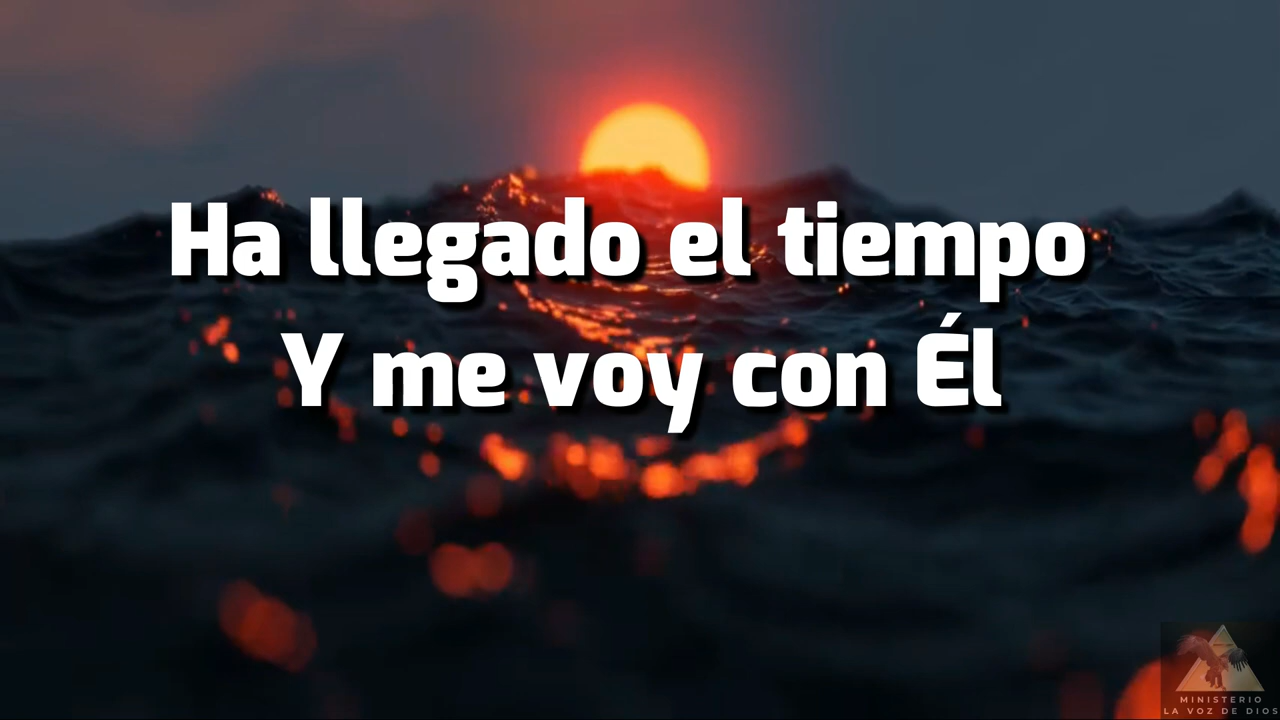 Ha llegado el tiempo
Y me voy con Él
MINISTERIO
LA VOZ DE DIOS